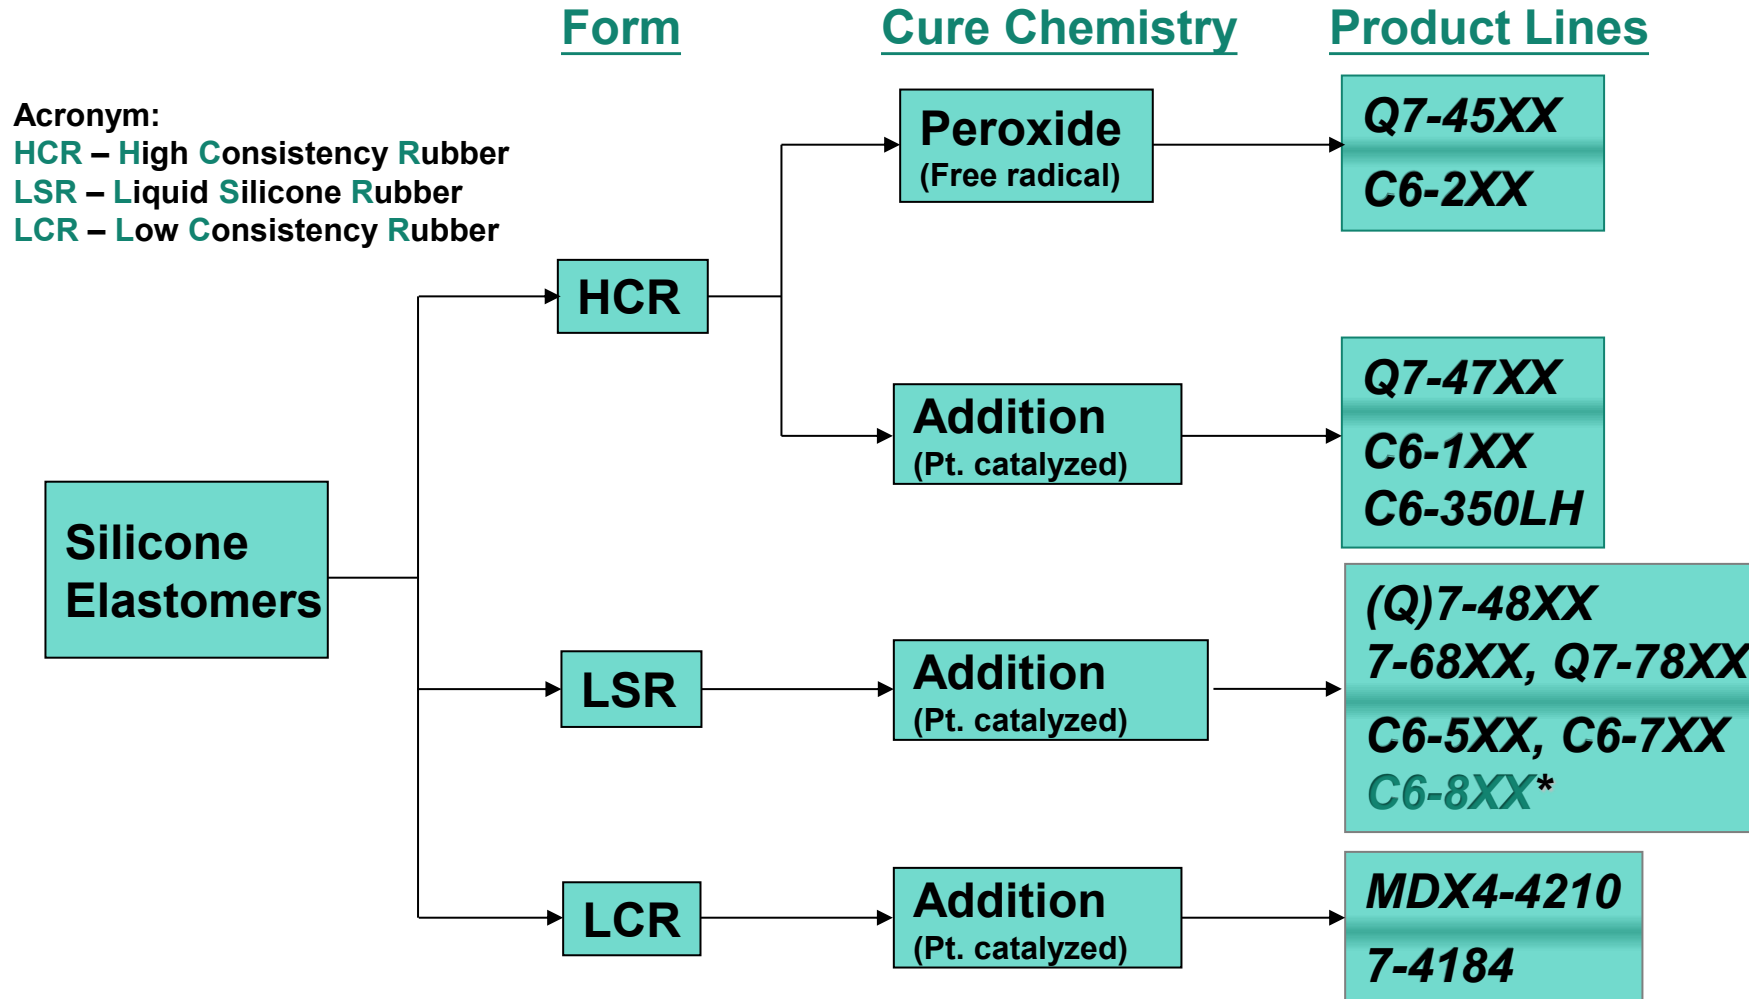 Form
Cure Chemistry
Product Lines
Acronym:
HCR – High Consistency Rubber
LSR – Liquid Silicone Rubber
LCR – Low Consistency Rubber
Silicone
Elastomers
HCR
Peroxide
(Free radical)
Q7-45XX
C6-2XX
Addition
(Pt. catalyzed)
Q7-47XX
C6-1XX
C6-350LH
LSR
Addition
(Pt. catalyzed)
(Q)7-48XX
7-68XX, Q7-78XX
C6-5XX, C6-7XX
C6-8XX*
LCR
Addition
(Pt. catalyzed)
MDX4-4210
7-4184